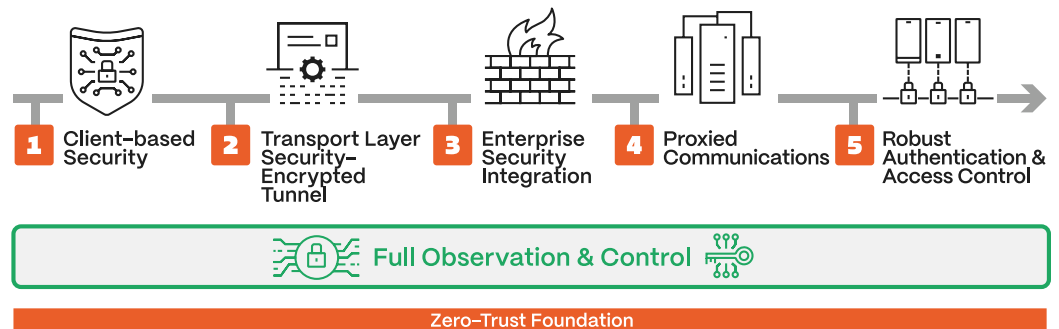 1
Client-based
Security
2
Transport Layer
Security-
Encrypted
Tunnel
3
Enterprise
Security
Integration
4
Proxied
Communications
5
Robust
Authentication &
Access Control
Full Observation & Control
Zero-Trust Foundation